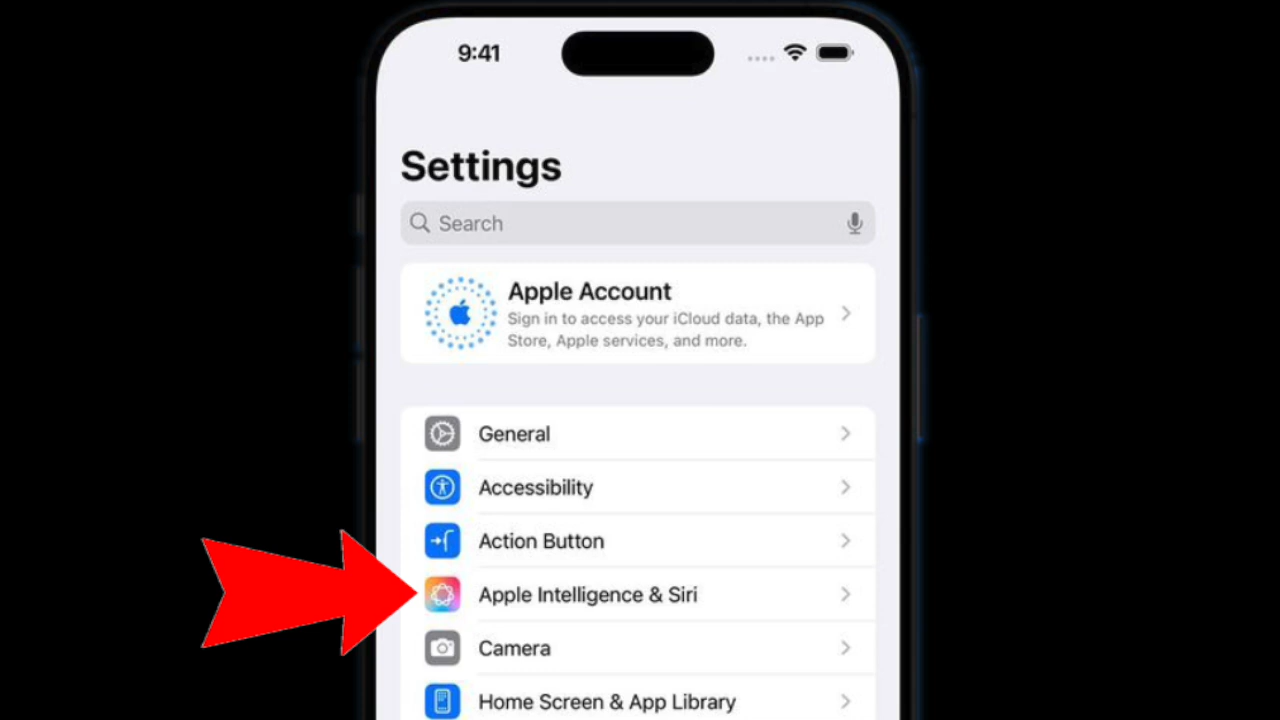 9:41
Settings
Search
Apple Account
Sign in to access your iCloud data, the App
Store, Apple services, and more.
General
Accessibility
Action Button
Apple Intelligence & Siri
Camera
Home Screen & App Library